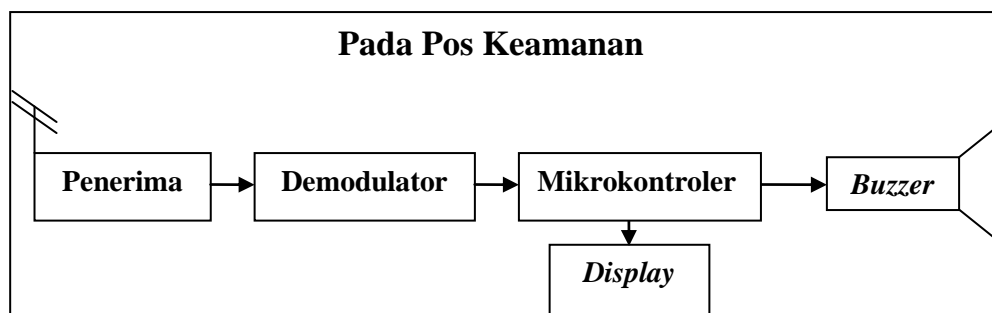 Pada Pos Keamanan
Penerima
Demodulator
Mikrokontroler
Buzzer
Display